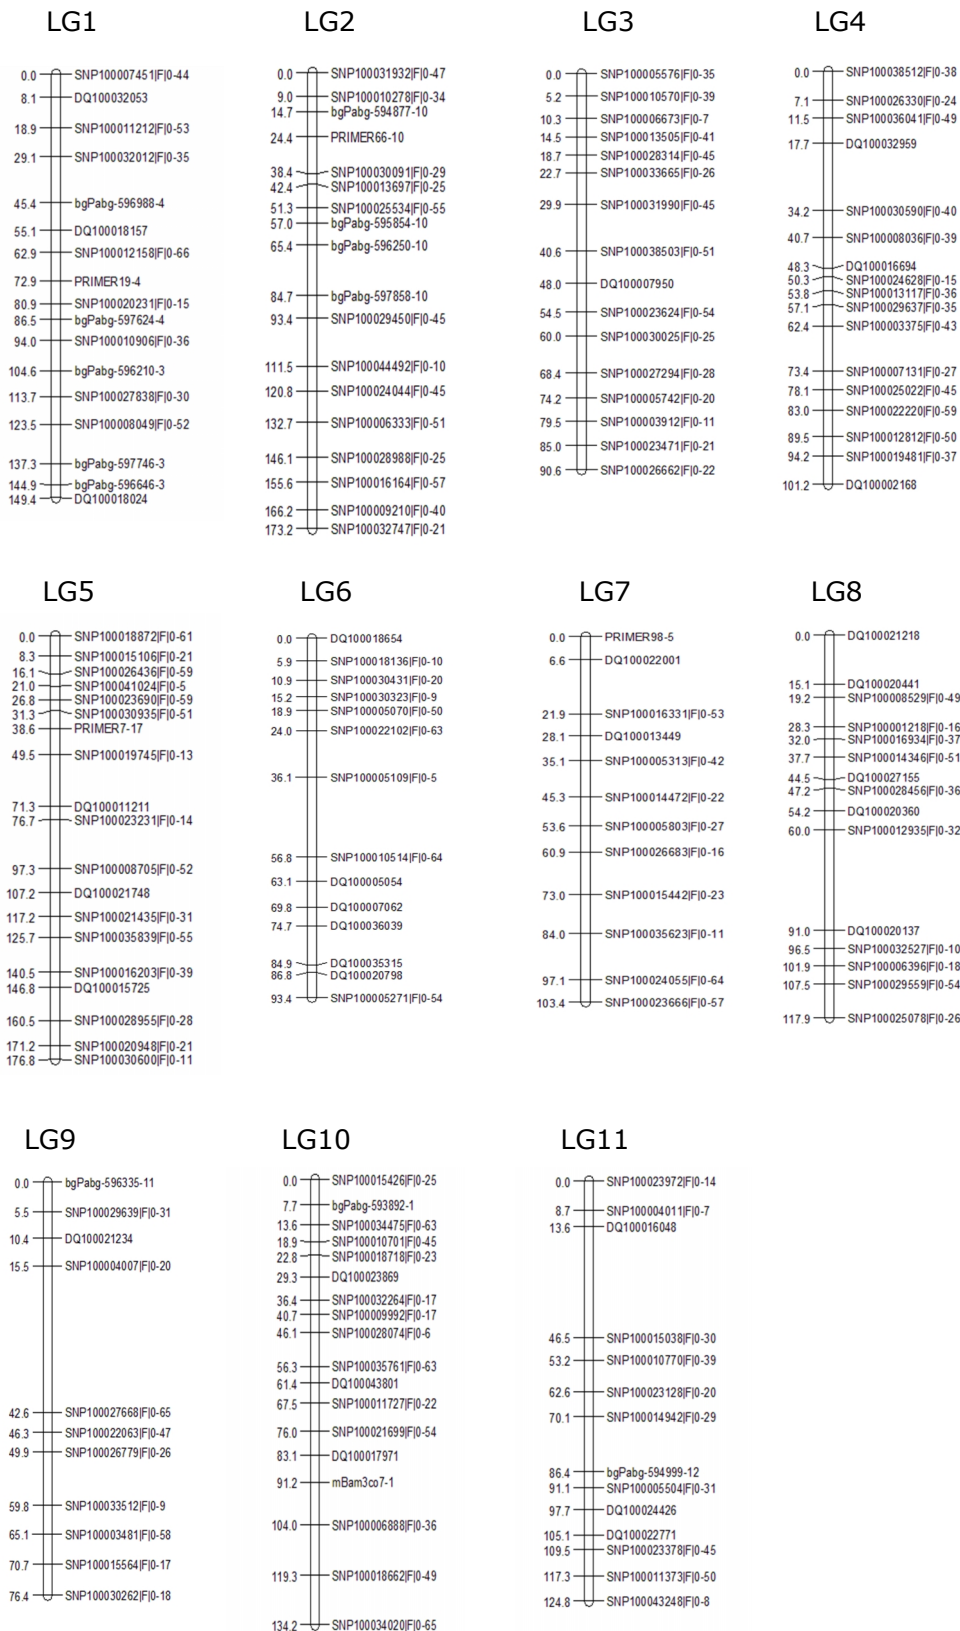 LG1
0.0 SNP100007451|F|0-44
8.1 DQ100032053
18.9 SNP100011212|F|0-53
29.1 SNP100032012|F|0-35
45.4 bgPabg-596988-4
55.1 DQ100018157
62.9 SNP100012158|F|0-66
72.9 PRIMER19-4
80.9 SNP100020231|F|0-15
86.5 bgPabg-597624-4
94.0 SNP100010906|F|0-36
104.6 bgPabg-596210-3
113.7 SNP100027838|F|0-30
123.5 SNP100008049|F|0-52
137.3 bgPabg-597746-3
144.9 bgPabg-596646-3
149.4 DQ100018024
LG2
0.0 SNP100031932|F|0-47
9.0 SNP100010278|F|0-34
14.7 bgPabg-594877-10
24.4 PRIMER66-10
38.4 SNP100030091|F|0-29
42.4 SNP100013697|F|0-25
51.3 SNP100025534|F|0-55
57.0 bgPabg-595854-10
65.4 bgPabg-596250-10
84.7 bgPabg-597858-10
93.4 SNP100029450|F|0-45
111.5 SNP100044492|F|0-10
120.8 SNP100024044|F|0-45
132.7 SNP100006333|F|0-51
146.1 SNP100028988|F|0-25
155.6 SNP100016164|F|0-57
166.2 SNP100009210|F|0-40
173.2 SNP100032747|F|0-21
LG3
0.0 SNP100005576|F|0-35
5.2 SNP100010570|F|0-39
10.3 SNP100006673|F|0-7
14.5 SNP100013505|F|0-41
18.7 SNP100028314|F|0-45
22.7 SNP100033665|F|0-26
29.9 SNP100031990|F|0-45
40.6 SNP100038503|F|0-51
48.0 DQ100007950
54.5 SNP100023624|F|0-54
60.0 SNP100030025|F|0-25
68.4 SNP100027294|F|0-28
74.2 SNP100005742|F|0-20
79.5 SNP100003912|F|0-11
85.0 SNP100023471|F|0-21
90.6 SNP100026662|F|0-22
LG4
0.0 SNP100038512|F|0-38
7.1 SNP100026330|F|0-24
11.5 SNP100036041|F|0-49
17.7 DQ100032959
34.2 SNP100030590|F|0-40
40.7 SNP100008036|F|0-39
48.3 DQ100016694
50.3 SNP100024628|F|0-15
53.8 SNP100013117|F|0-36
57.1 SNP100029637|F|0-35
62.4 SNP100003375|F|0-43
73.4 SNP100007131|F|0-27
78.1 SNP100025022|F|0-45
83.0 SNP100022220|F|0-59
89.5 SNP100012812|F|0-50
94.2 SNP100019481|F|0-37
101.2 DQ100002168
LG5
0.0 SNP100018872|F|0-61
8.3 SNP100015106|F|0-21
16.1 SNP100026436|F|0-59
21.0 SNP100041024|F|0-5
26.8 SNP100023690|F|0-59
31.3 SNP100030935|F|0-51
38.6 PRIMER7-17
49.5 SNP100019745|F|0-13
71.3 DQ100011211
76.7 SNP100023231|F|0-14
97.3 SNP100008705|F|0-52
107.2 DQ100021748
117.2 SNP100021435|F|0-31
125.7 SNP100035839|F|0-55
140.5 SNP100016203|F|0-39
146.8 DQ100015725
160.5 SNP100028955|F|0-28
171.2 SNP100020948|F|0-21
176.8 SNP100030600|F|0-11
LG6
0.0 DQ100018654
5.9 SNP100018136|F|0-10
10.9 SNP100030431|F|0-20
15.2 SNP100030323|F|0-9
18.9 SNP100005070|F|0-50
24.0 SNP100022102|F|0-63
36.1 SNP100005109|F|0-5
56.8 SNP100010514|F|0-64
63.1 DQ100005054
69.8 DQ100007062
74.7 DQ100036039
84.9 DQ100035315
86.8 DQ100020798
93.4 SNP100005271|F|0-54
LG7
0.0 PRIMER98-5
6.6 DQ100022001
21.9 SNP100016331|F|0-53
28.1 DQ100013449
35.1 SNP100005313|F|0-42
45.3 SNP100014472|F|0-22
53.6 SNP100005803|F|0-27
60.9 SNP100026683|F|0-16
73.0 SNP100015442|F|0-23
84.0 SNP100035623|F|0-11
97.1 SNP100024055|F|0-64
103.4 SNP100023666|F|0-57
LG8
0.0 DQ100021218
15.1 DQ100020441
19.2 SNP100008529|F|0-49
28.3 SNP100001218|F|0-16
32.0 SNP100016934|F|0-37
37.7 SNP100014346|F|0-51
44.5 DQ100027155
47.2 SNP100028456|F|0-36
54.2 DQ100020360
60.0 SNP100012935|F|0-32
91.0 DQ100020137
96.5 SNP100032527|F|0-10
101.9 SNP100006396|F|0-18
107.5 SNP100029559|F|0-54
117.9 SNP100025078|F|0-26
LG9
0.0 bgPabg-596335-11
5.5 SNP100029639|F|0-31
10.4 DQ100021234
15.5 SNP100004007|F|0-20
42.6 SNP100027668|F|0-65
46.3 SNP100022063|F|0-47
49.9 SNP100026779|F|0-26
59.8 SNP100033512|F|0-9
65.1 SNP100003481|F|0-58
70.7 SNP100015564|F|0-17
76.4 SNP100030262|F|0-18
LG10
0.0 SNP100015426|F|0-25
7.7 bgPabg-593892-1
13.6 SNP100034475|F|0-63
18.9 SNP100010701|F|0-45
22.8 SNP100018718|F|0-23
29.3 DQ100023869
36.4 SNP100032264|F|0-17
40.7 SNP100009992|F|0-17
46.1 SNP100028074|F|0-6
56.3 SNP100035761|F|0-63
61.4 DQ100043801
67.5 SNP100011727|F|0-22
76.0 SNP100021699|F|0-54
83.1 DQ100017971
91.2 mBam3co7-1
104.0 SNP100006888|F|0-36
119.3 SNP100018662|F|0-49
134.2 SNP100034020|F|0-65
LG11
0.0 SNP100023972|F|0-14
8.7 SNP100004011|F|0-7
13.6 DQ100016048
46.5 SNP100015038|F|0-30
53.2 SNP100010770|F|0-39
62.6 SNP100023128|F|0-20
70.1 SNP100014942|F|0-29
86.4 bgPabg-594999-12
91.1 SNP100005504|F|0-31
97.7 DQ100024426
105.1 DQ100022771
109.5 SNP100023378|F|0-45
117.3 SNP100011373|F|0-50
124.8 SNP100043248|F|0-8